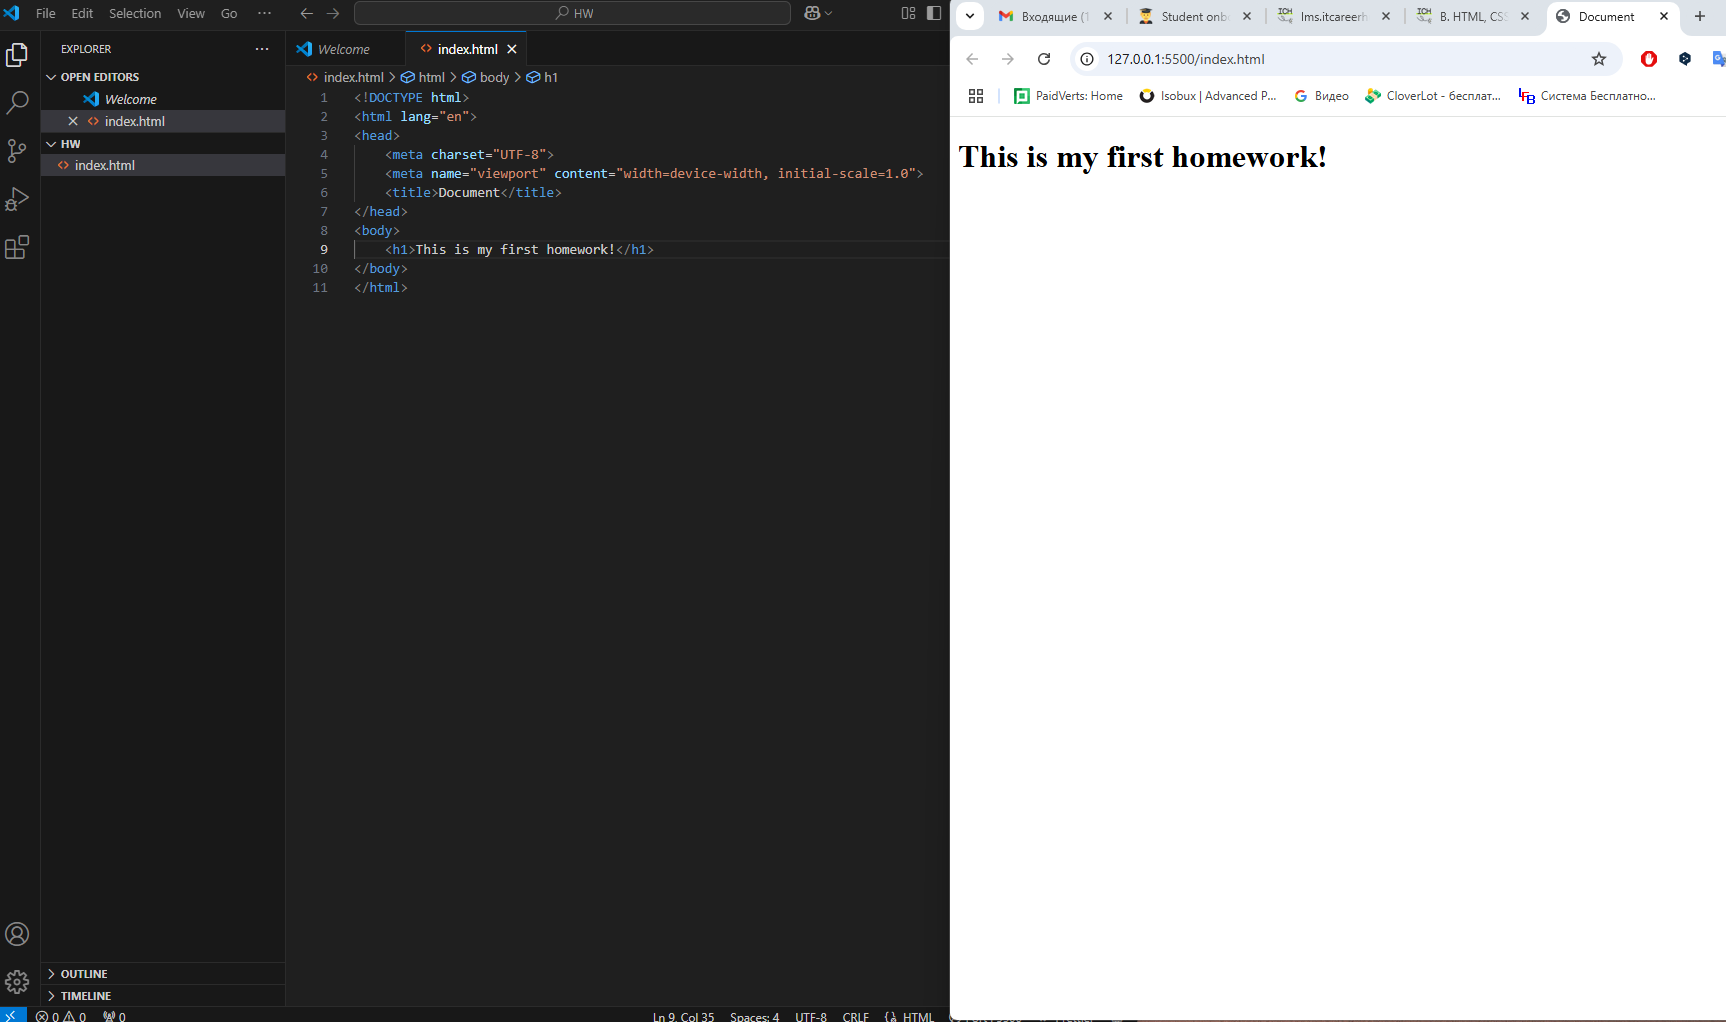 File Edit Selection View Go ··· HW
EXPLORER ···
OPEN EDITORS
Welcome
index.html
HW
index.html
OUTLINE
TIMELINE
Welcome index.html
index.html > html > body > h1
1 <!DOCTYPE html>
2 <html lang="en">
3 <head>
4 <meta charset="UTF-8">
5 <meta name="viewport" content="width=device-width, initial-scale=1.0">
6 <title>Document</title>
7 </head>
8 <body>
9 <h1>This is my first homework!</h1>
10 </body>
11 </html>
0 0 0 Ln 9, Col 35 Spaces: 4 UTF-8 CRLF HTML
Входящие (1 Student onb lms.itcareerh B. HTML, CSS Document
127.0.0.1:5500/index.html
PaidVerts: Home Isobux | Advanced P... Видео CloverLot - бесплат... Система Бесплатно...
This is my first homework!